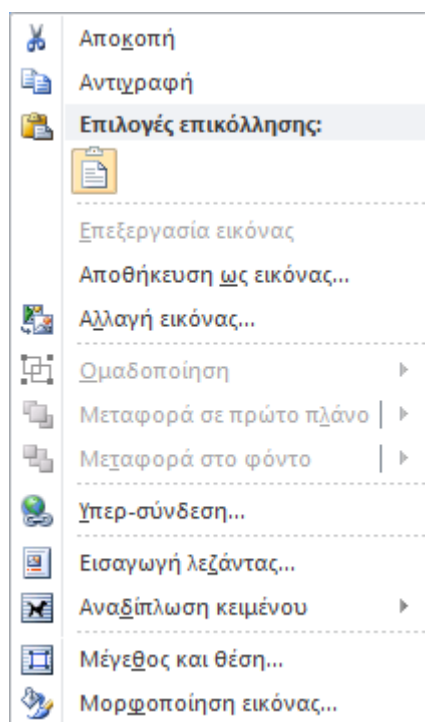 Αποκοπή
Αντιγραφή
Επιλογές επικόλλησης:
Επεξεργασία εικόνας
Αποθήκευση ως εικόνας...
Αλλαγή εικόνας...
Ομαδοποίηση
Μεταφορά σε πρώτο πλάνο
Μεταφορά στο φόντο
Υπερ-σύνδεση...
Εισαγωγή λεζάντας...
Αναδίπλωση κειμένου
Μέγεθος και θέση...
Μορφοποίηση εικόνας...